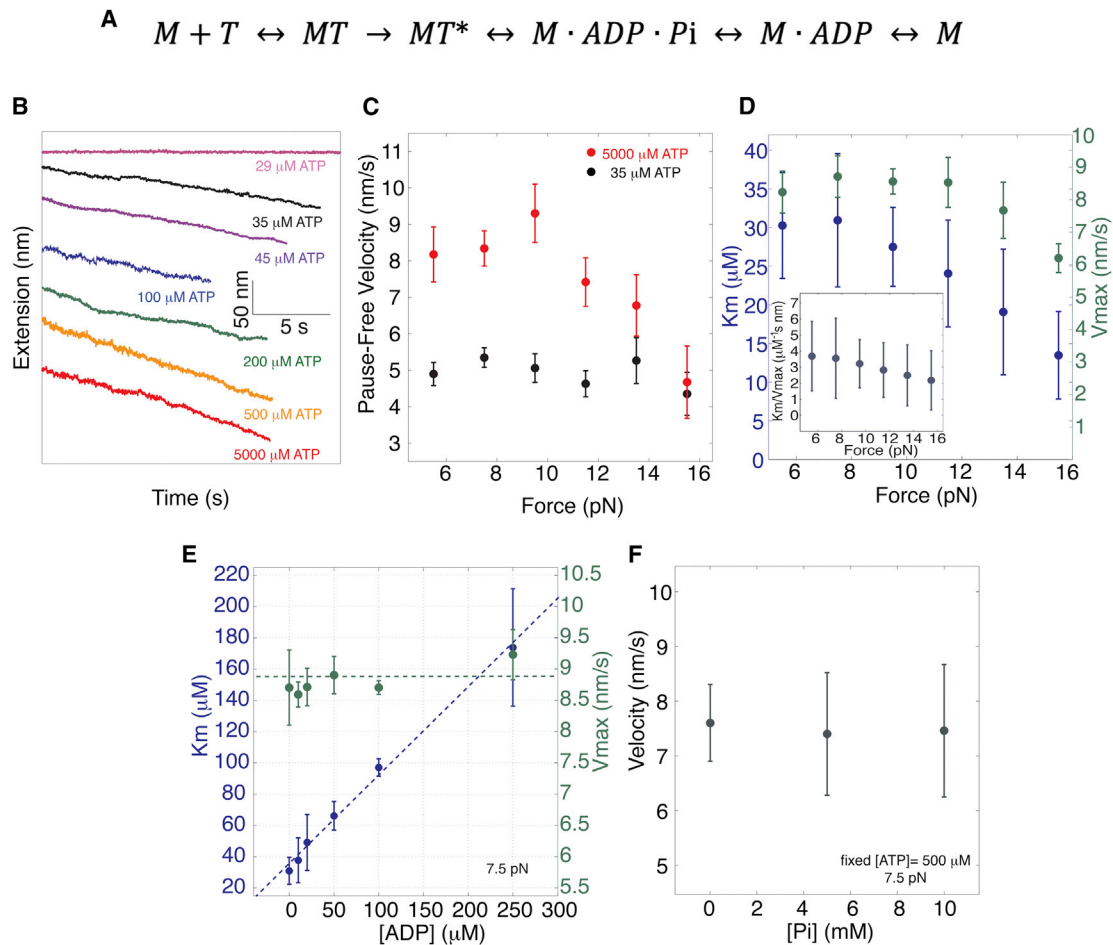 A
M + T ↔ MT → MT* ↔ M · ADP · Pi ↔ M · ADP ↔ M
B
Extension (nm)
29 μM ATP
35 μM ATP
45 μM ATP
100 μM ATP
200 μM ATP
500 μM ATP
5000 μM ATP
50 nm
5 s
Time (s)
C
Pause-Free Velocity (nm/s)
11
10
9
8
7
6
5
4
3
5000 μM ATP
35 μM ATP
6 8 10 12 14 16
Force (pN)
D
Km (μM)
40
35
30
25
20
15
10
5
0
Vmax (nm/s)
10
9
8
7
6
5
4
3
2
1
6 8 10 12 14 16
Force (pN)
Km/Vmax (μM⁻¹s nm)
7
6
5
4
3
2
1
0
6 8 10 12 14 16
Force (pN)
E
Km (μM)
220
200
180
160
140
120
100
80
60
40
20
Vmax (nm/s)
10.5
10
9.5
9
8.5
8
7.5
7
6.5
6
5.5
7.5 pN
0 50 100 150 200 250 300
[ADP] (μM)
F
Velocity (nm/s)
10
9
8
7
6
5
fixed [ATP]= 500 μM
7.5 pN
0 2 4 6 8 10
[Pi] (mM)